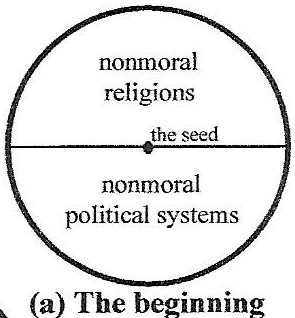 nonmoral
religions
the seed
nonmoral
political systems
(a) The beginning